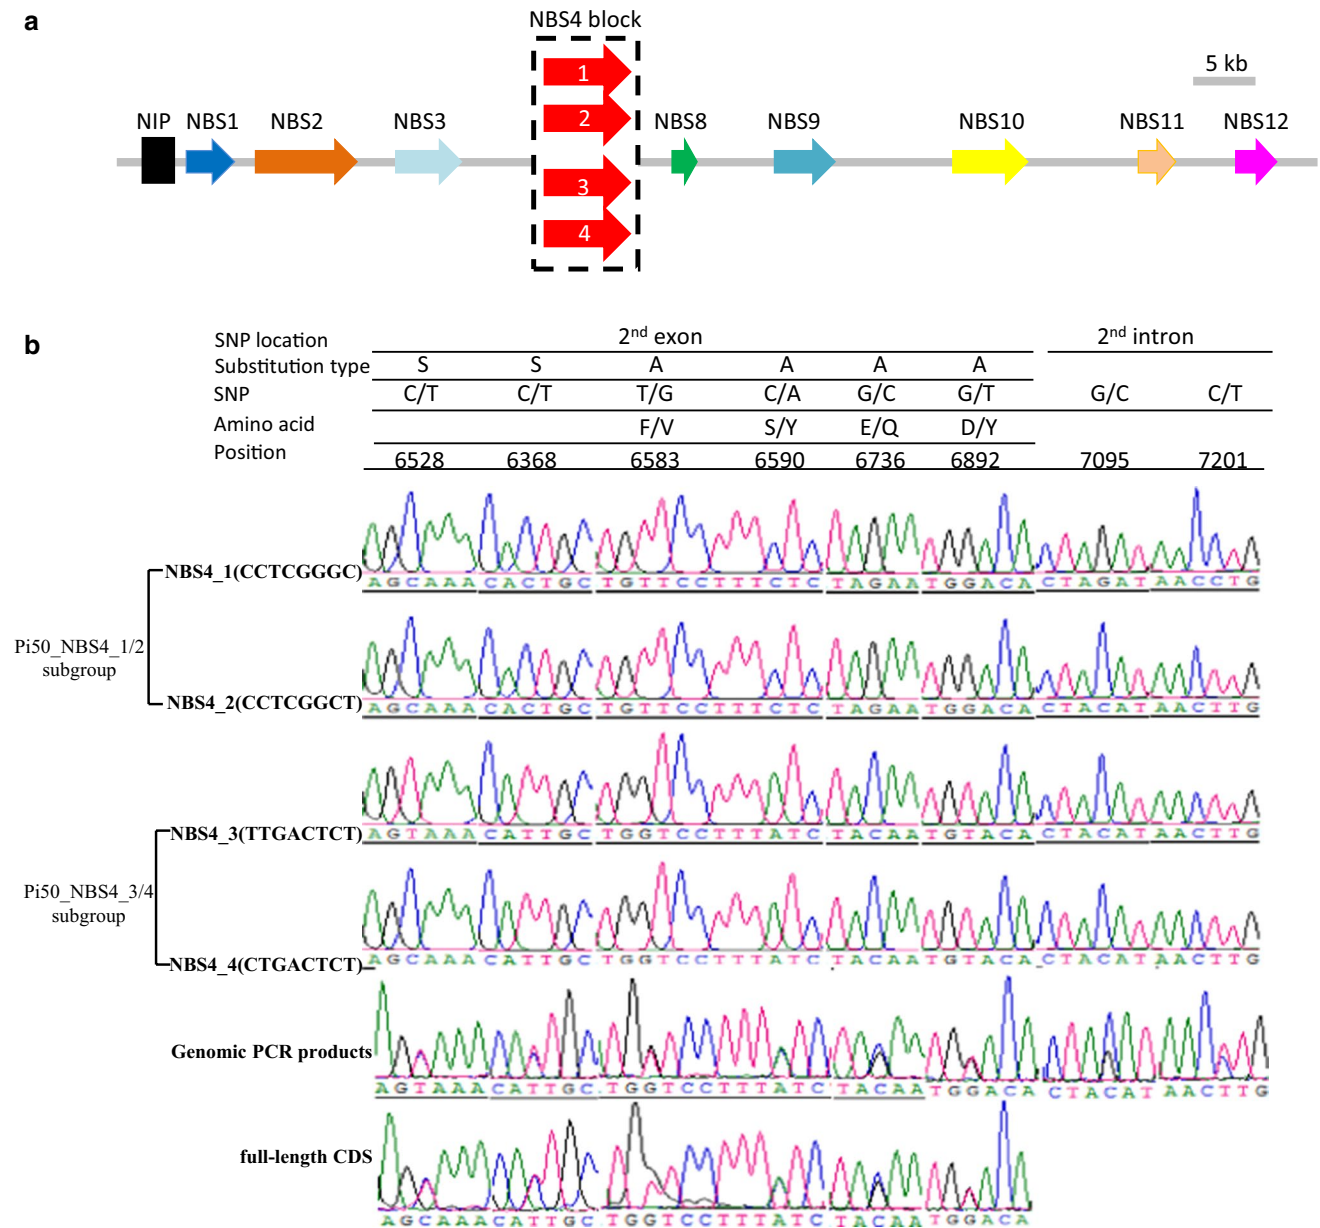 a
NBS4 block
5 kb
NIP NBS1 NBS2 NBS3 NBS8 NBS9 NBS10 NBS11 NBS12
1
2
3
4
b
SNP location 2nd exon 2nd intron
Substitution type S S A A A A
SNP C/T C/T T/G C/A G/C G/T G/C C/T
Amino acid F/V S/Y E/Q D/Y
Position 6528 6368 6583 6590 6736 6892 7095 7201
NBS4_1(CCTCGGGC)
AGCAAA CACTGC TGTTCCTTTCTC TAGAA TGGACA CTAGAT AACCTG
Pi50_NBS4_1/2
subgroup
NBS4_2(CCTCGGCT)
AGCAAA CACTGC TGTTCCTTTCTC TAGAA TGGACA CTACAT AACTTG
NBS4_3(TTGACTCT)
AGTAAA CATTGC TGGTCCTTTATC TACAA TGTACA CTACAT AACTTG
Pi50_NBS4_3/4
subgroup
NBS4_4(CTGACTCT)
AGCAAA CATTGC TGGTCCTTTATC TACAA TGTACA CTACAT AACTTG
Genomic PCR products
AGTAAA CATTGC TGGTCCTTTATC TACAA TGGACA CTACAT AACTTG
full-length CDS
AGCAAACATTGC TGGTCCTTTATC TACAA TGGACA